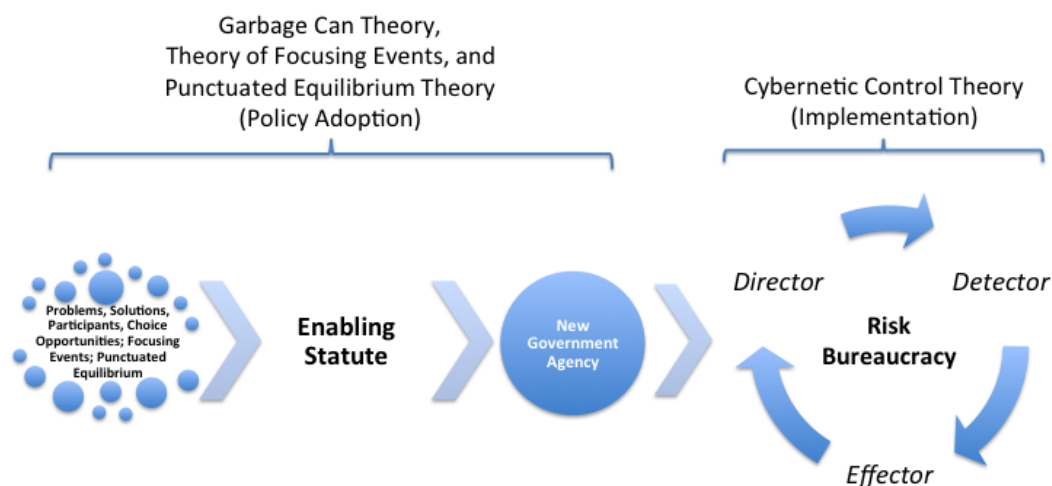 Garbage Can Theory,
Theory of Focusing Events, and
Punctuated Equilibrium Theory
(Policy Adoption)
Cybernetic Control Theory
(Implementation)
Problems, Solutions,
Participants, Choice
Opportunities; Focusing
Events; Punctuated
Equilibrium
Enabling
Statute
New
Government
Agency
Director
Detector
Risk
Bureaucracy
Effector